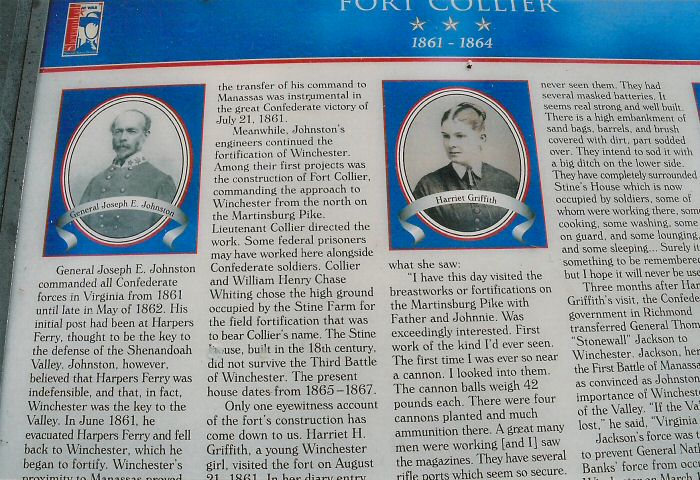 Shenandoah
AT WAR
FORT COLLIER
1861 - 1864
General Joseph E. Johnston
General Joseph E. Johnston
commanded all Confederate
forces in Virginia from 1861
until late in May of 1862. His
initial post had been at Harpers
Ferry, thought to be the key to
the defense of the Shenandoah
Valley. Johnston, however,
believed that Harpers Ferry was
indefensible, and that, in fact,
Winchester was the key to the
Valley. In June 1861, he
evacuated Harpers Ferry and fell
back to Winchester, which he
began to fortify. Winchester's
proximity to Manassas proved
the transfer of his command to
Manassas was instrumental in
the great Confederate victory of
July 21, 1861.
Meanwhile, Johnston's
engineers continued the
fortification of Winchester.
Among their first projects was
the construction of Fort Collier,
commanding the approach to
Winchester from the north on
the Martinsburg Pike.
Lieutenant Collier directed the
work. Some federal prisoners
may have worked here alongside
Confederate soldiers. Collier
and William Henry Chase
Whiting chose the high ground
occupied by the Stine Farm for
the field fortification that was
to bear Collier's name. The Stine
house, built in the 18th century,
did not survive the Third Battle
of Winchester. The present
house dates from 1865–1867.
Only one eyewitness account
of the fort's construction has
come down to us. Harriet H.
Griffith, a young Winchester
girl, visited the fort on August
21, 1861. In her diary entry
Harriet Griffith
what she saw:
"I have this day visited the
breastworks or fortifications on
the Martinsburg Pike with
Father and Johnnie. Was
exceedingly interested. First
work of the kind I'd ever seen.
The first time I was ever so near
a cannon. I looked into them.
The cannon balls weigh 42
pounds each. There were four
cannons planted and much
ammunition there. A great many
men were working [and I] saw
the magazines. They have several
rifle ports which seem so secure.
never seen them. They had
several masked batteries. It
seems real strong and well built.
There is a high embankment of
sand bags, barrels, and brush
covered with dirt, part sodded
over. They intend to sod it with
a big ditch on the lower side.
They have completely surrounded
Stine's House which is now
occupied by soldiers, some of
whom were working there, some
cooking, some washing, some
on guard, and some lounging,
and some sleeping... Surely it
something to be remembered
but I hope it will never be us
Three months after Har
Griffith's visit, the Confede
government in Richmond
transferred General Thom
"Stonewall" Jackson to
Winchester. Jackson, her
the First Battle of Manassa
as convinced as Johnston
importance of Wincheste
of the Valley. "If the Va
lost," he said, "Virginia
Jackson's force was t
to prevent General Nath
Banks' force from occ